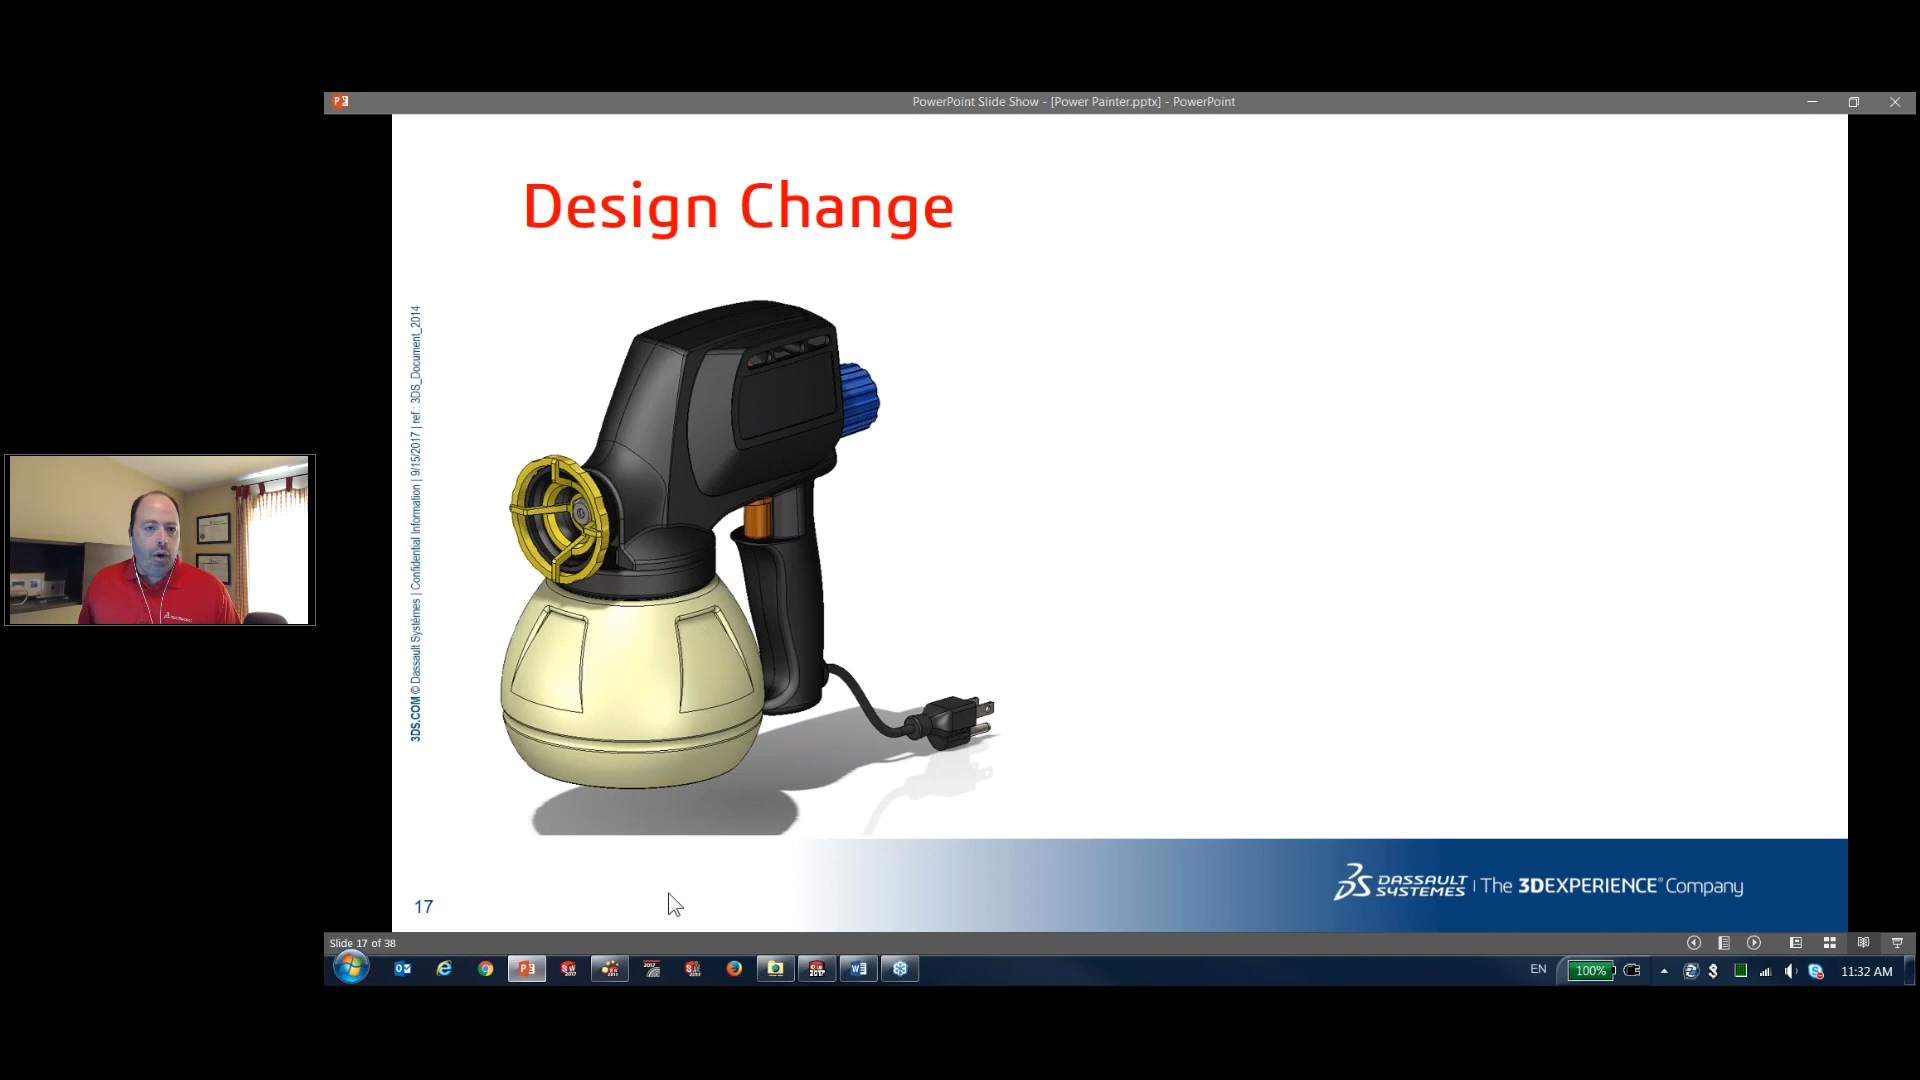 PowerPoint Slide Show - [Power Painter.pptx] - PowerPoint
Design Change
3DS.COM © Dassault Systèmes | Confidential Information | 9/15/2017 | ref.: 3DS_Document_2014
DASSAULT
SYSTEMES | The 3DEXPERIENCE® Company
17
Slide 17 of 38
EN
100%
11:32 AM